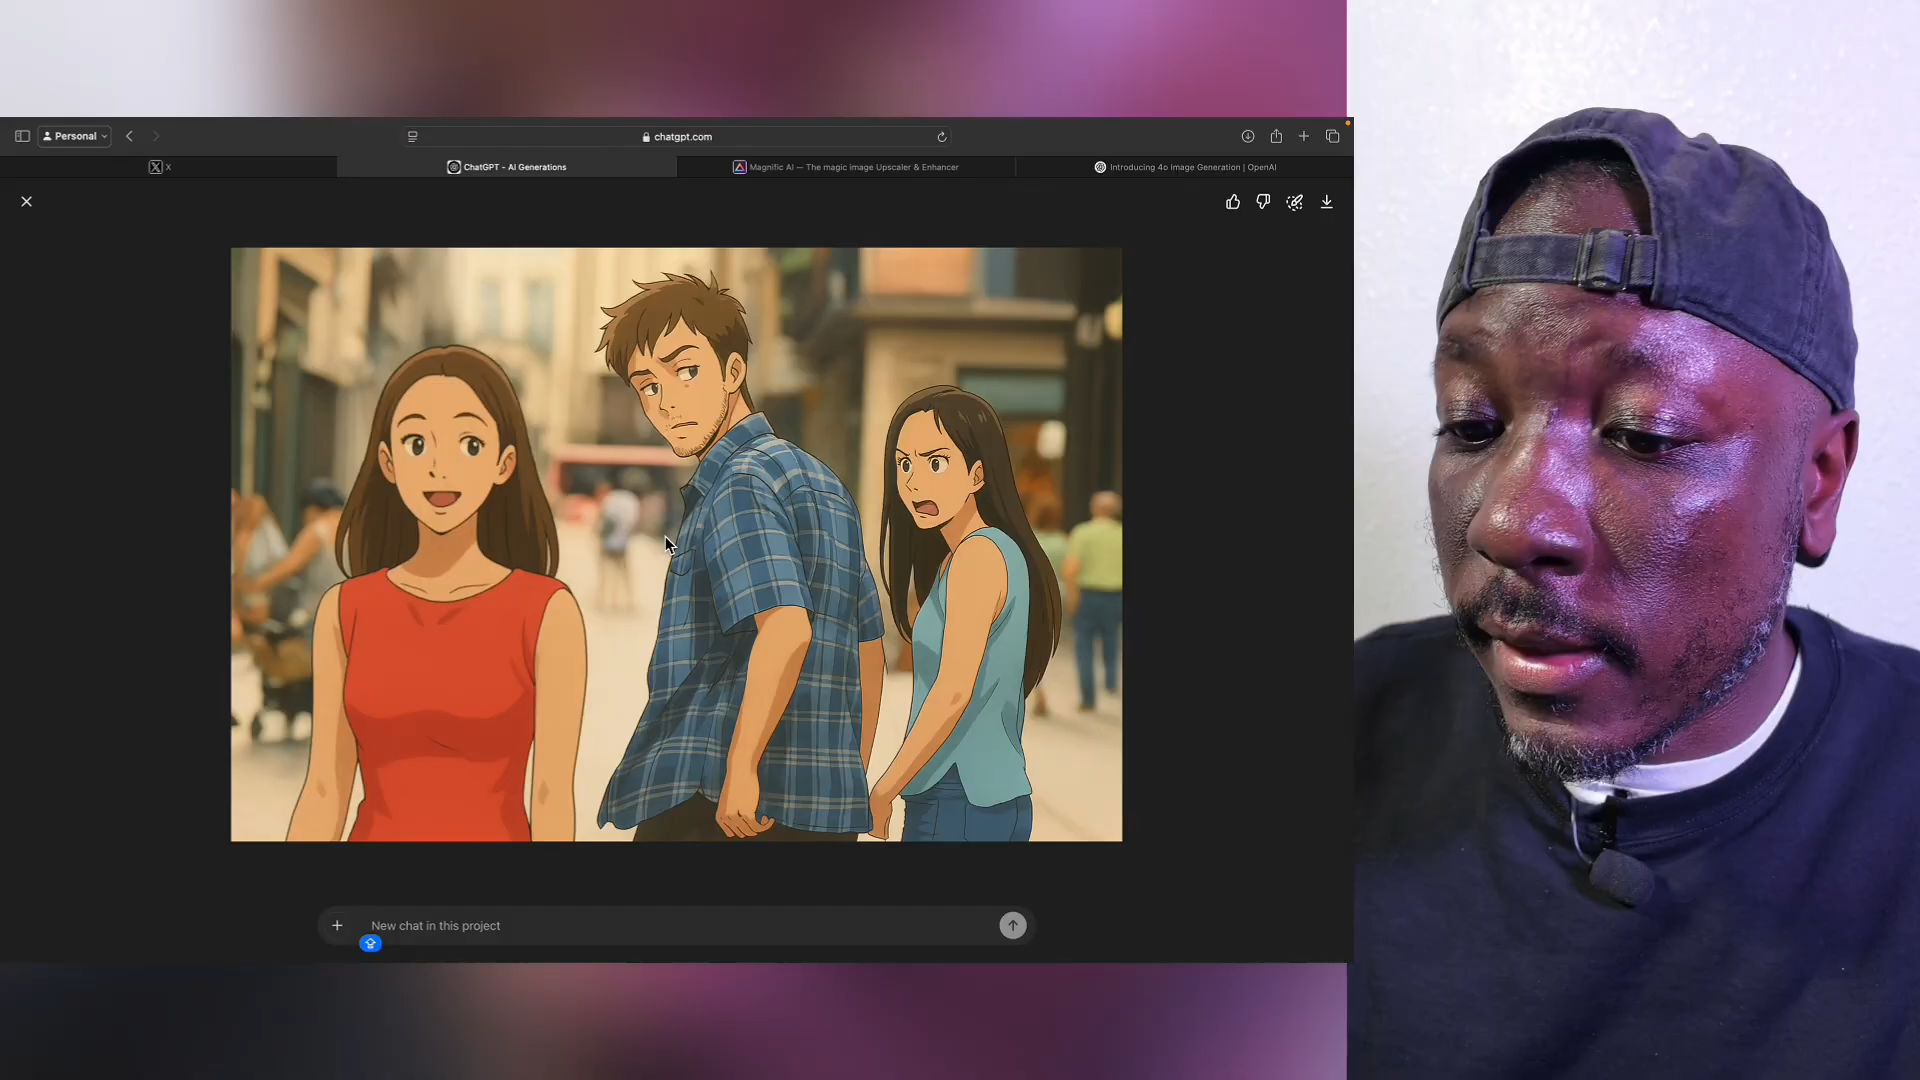 Personal
chatgpt.com
X
ChatGPT - AI Generations
Magnific AI — The magic image Upscaler & Enhancer
Introducing 4o Image Generation | OpenAI
New chat in this project